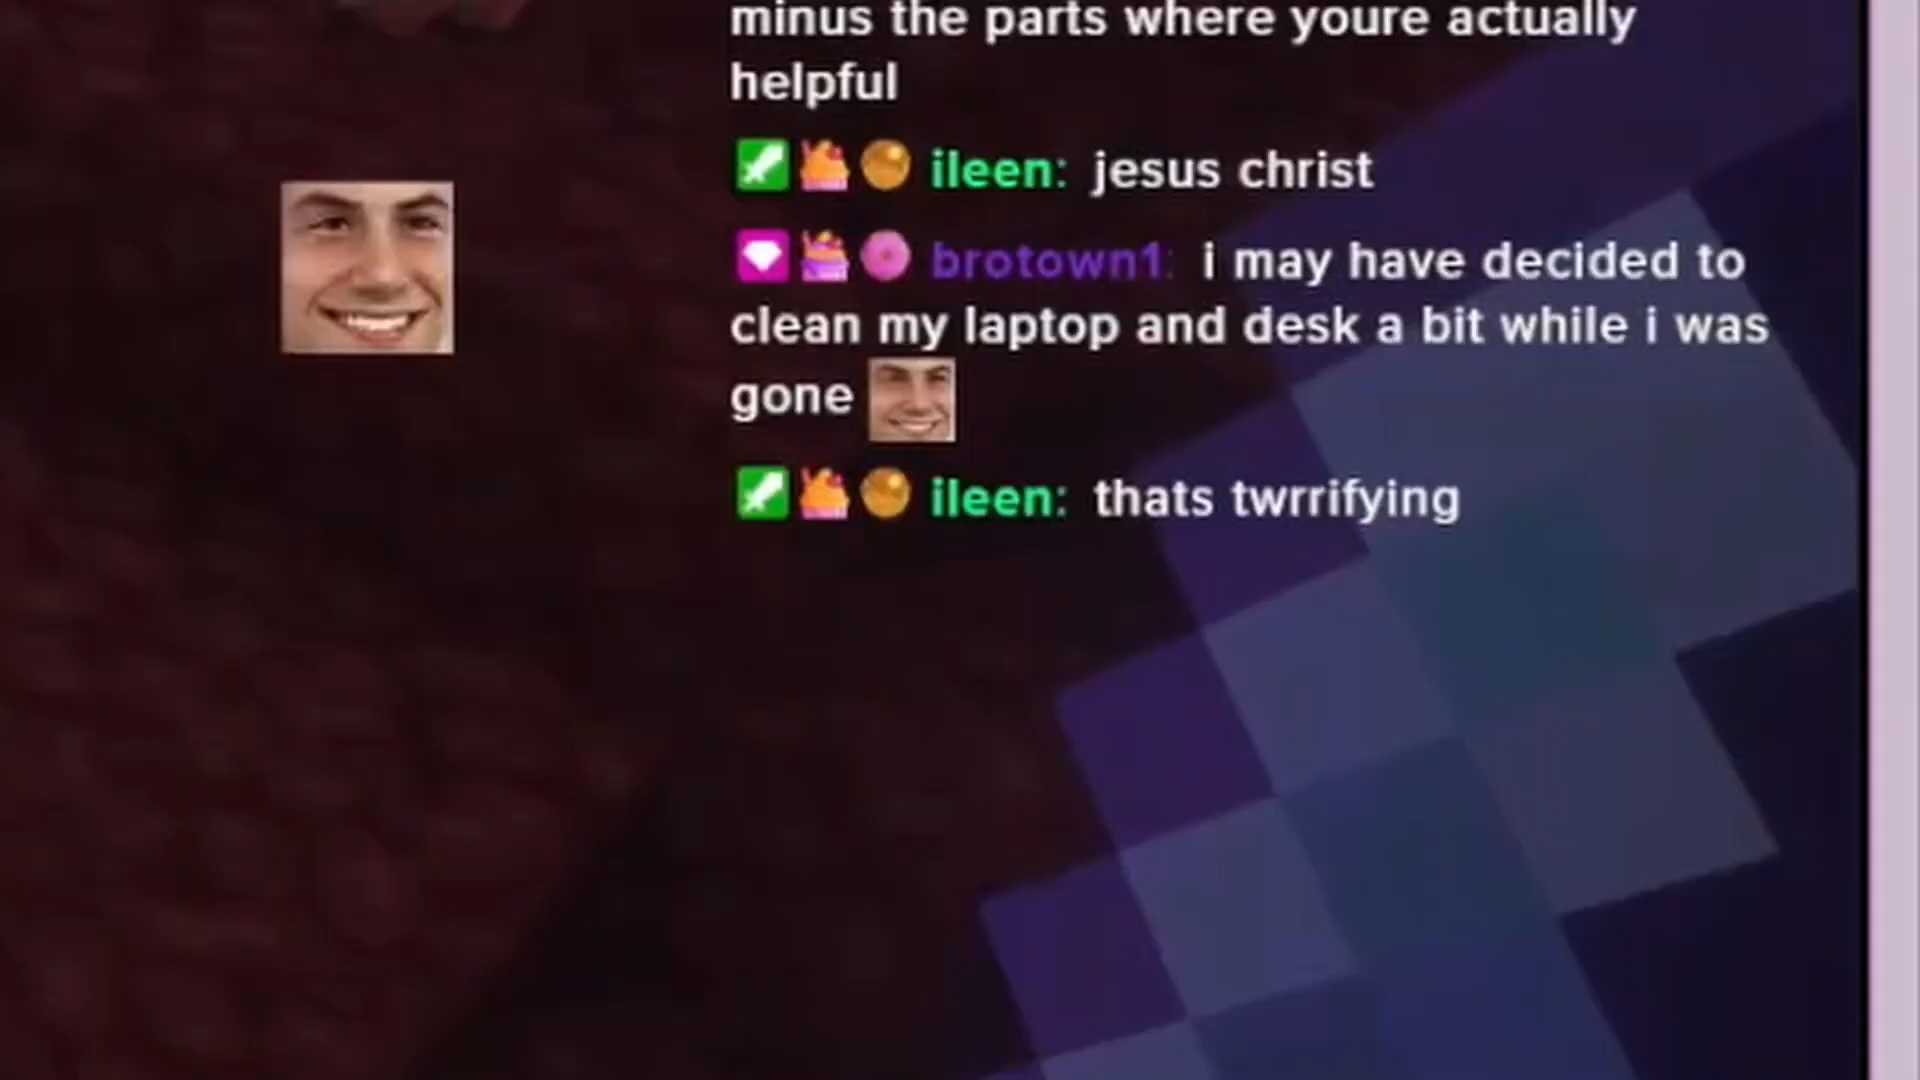 minus the parts where youre actually
helpful
ileen: jesus christ
brotown1: i may have decided to
clean my laptop and desk a bit while i was
gone
ileen: thats twrrifying